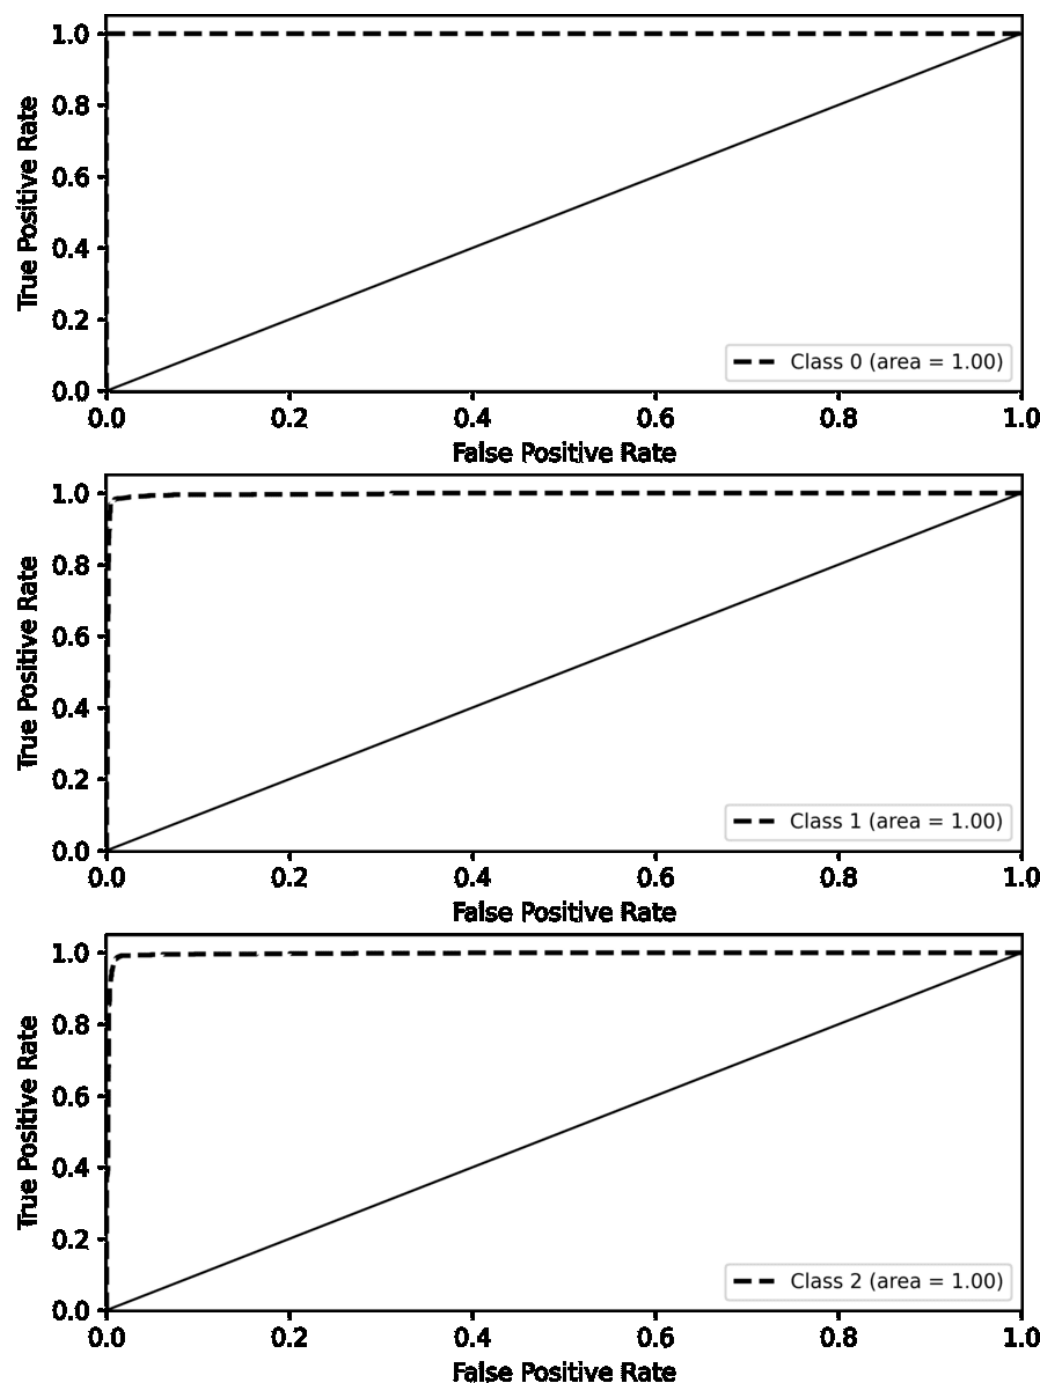 1.0
0.8
0.6
0.4
0.2
0.0
True Positive Rate
Class 0 (area = 1.00)
0.0 0.2 0.4 0.6 0.8 1.0
False Positive Rate
1.0
0.8
0.6
0.4
0.2
0.0
True Positive Rate
Class 1 (area = 1.00)
0.0 0.2 0.4 0.6 0.8 1.0
False Positive Rate
1.0
0.8
0.6
0.4
0.2
0.0
True Positive Rate
Class 2 (area = 1.00)
0.0 0.2 0.4 0.6 0.8 1.0
False Positive Rate